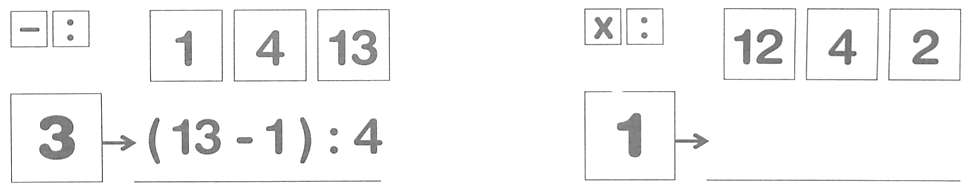 – :
1 4 13
3 → (13 - 1) : 4
x :
12 4 2
1 →